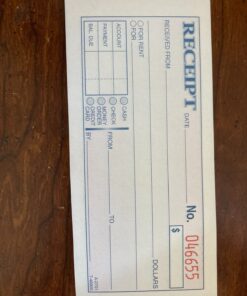 RECEIPT
DATE
No. 046655
RECEIVED FROM
$
DOLLARS
FOR RENT
FOR
ACCOUNT
PAYMENT
BAL. DUE
CASH
CHECK
MONEY ORDER
CREDIT CARD
FROM
TO